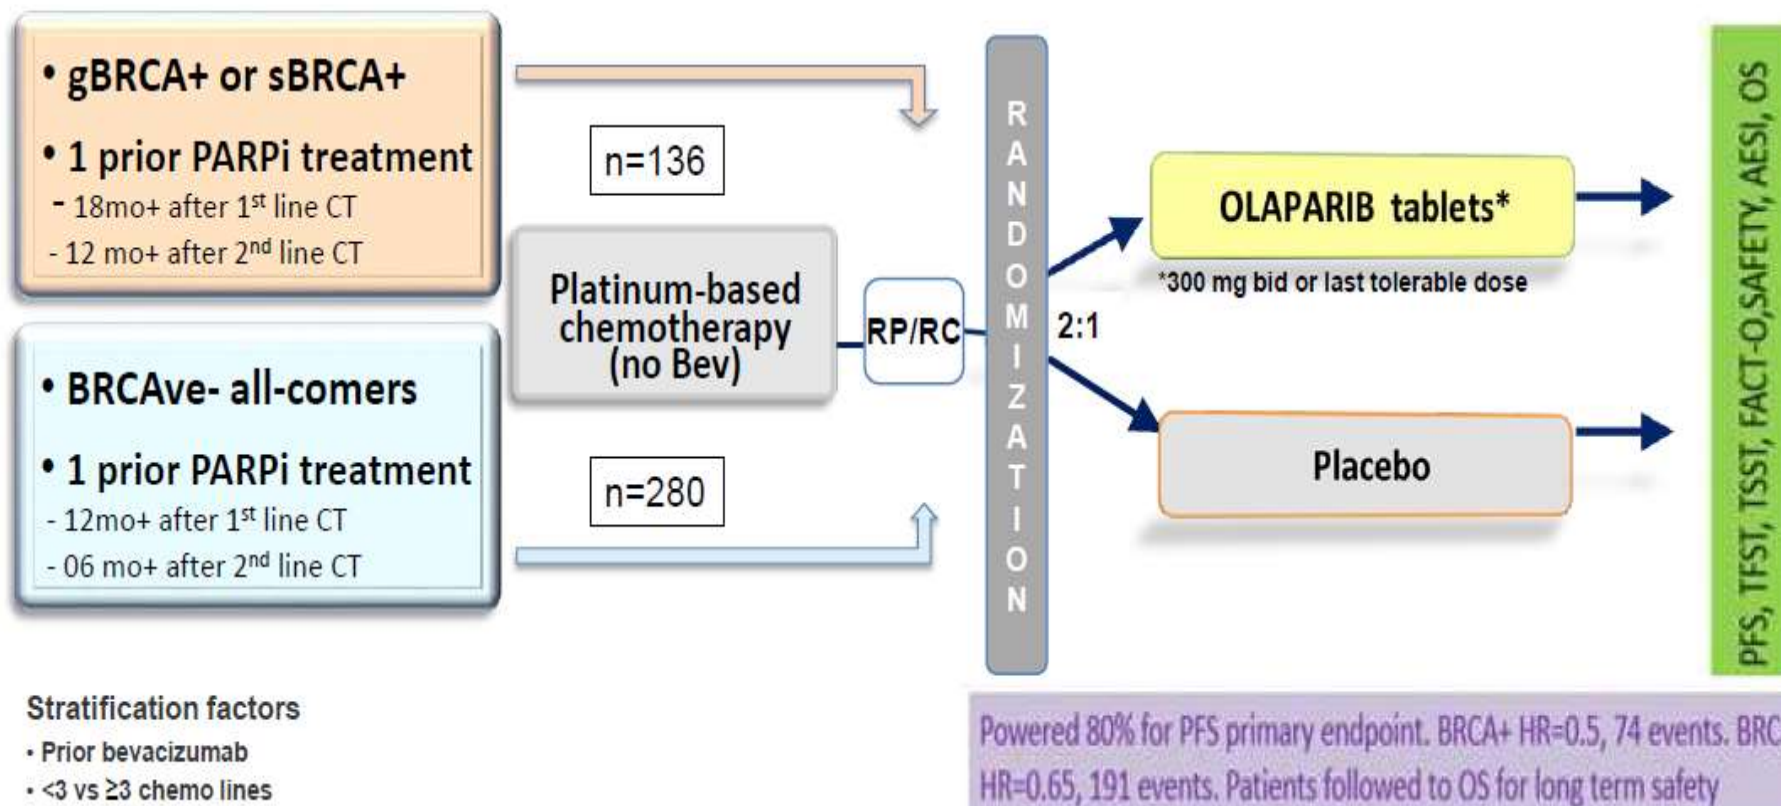 • gBRCA+ or sBRCA+
• 1 prior PARPi treatment
- 18mo+ after 1st line CT
- 12 mo+ after 2nd line CT
• BRCAve- all-comers
• 1 prior PARPi treatment
- 12mo+ after 1st line CT
- 06 mo+ after 2nd line CT
n=136
Platinum-based
chemotherapy
(no Bev)
n=280
RP/RC
RANDOMIZATION
2:1
OLAPARIB tablets*
*300 mg bid or last tolerable dose
Placebo
PFS, TFST, TSST, FACT-O,SAFETY, AESI, OS
Stratification factors
• Prior bevacizumab
• <3 vs ≥3 chemo lines
Powered 80% for PFS primary endpoint. BRCA+ HR=0.5, 74 events. BRC
HR=0.65, 191 events. Patients followed to OS for long term safety